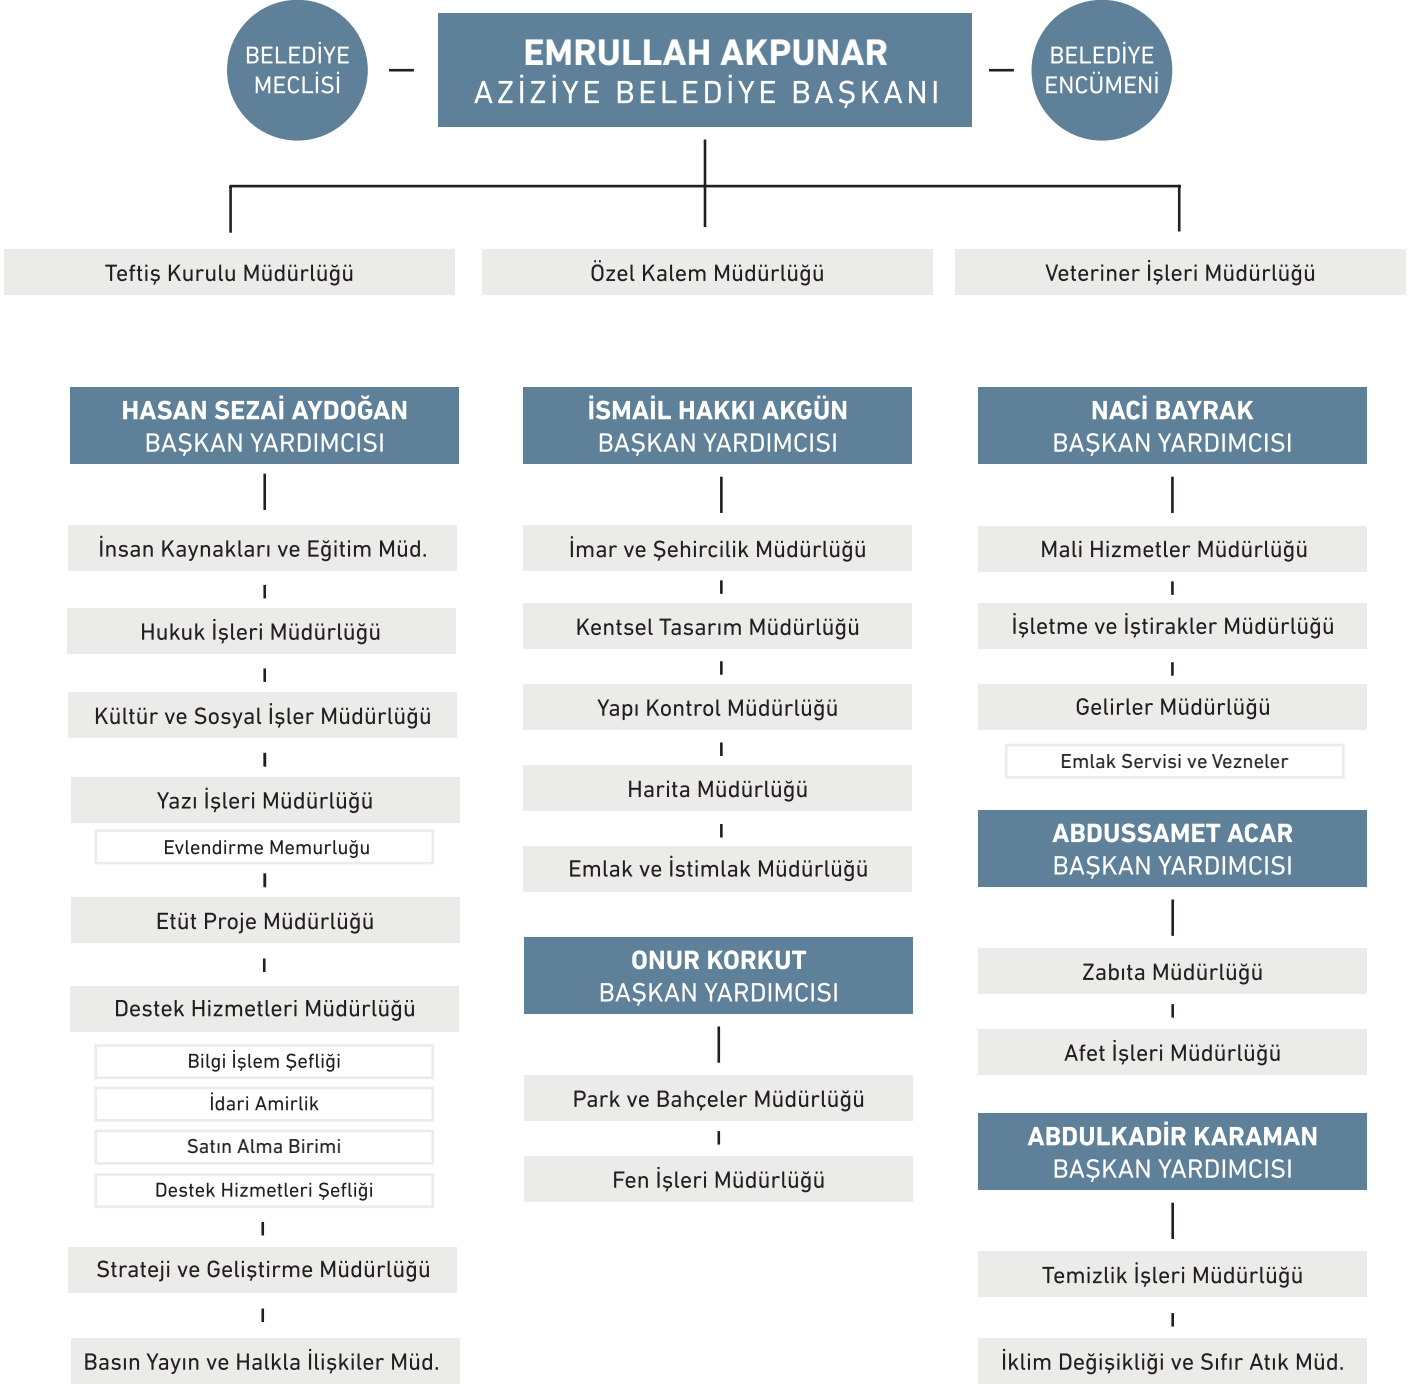 BELEDİYE
MECLİSİ
EMRULLAH AKPUNAR
AZİZİYE BELEDİYE BAŞKANI
BELEDİYE
ENCÜMENİ
Teftiş Kurulu Müdürlüğü
Özel Kalem Müdürlüğü
Veteriner İşleri Müdürlüğü
HASAN SEZAİ AYDOĞAN
BAŞKAN YARDIMCISI
İnsan Kaynakları ve Eğitim Müd.
Hukuk İşleri Müdürlüğü
Kültür ve Sosyal İşler Müdürlüğü
Yazı İşleri Müdürlüğü
Evlendirme Memurluğu
Etüt Proje Müdürlüğü
Destek Hizmetleri Müdürlüğü
Bilgi İşlem Şefliği
İdari Amirlik
Satın Alma Birimi
Destek Hizmetleri Şefliği
Strateji ve Geliştirme Müdürlüğü
Basın Yayın ve Halkla İlişkiler Müd.
İSMAİL HAKKI AKGÜN
BAŞKAN YARDIMCISI
İmar ve Şehircilik Müdürlüğü
Kentsel Tasarım Müdürlüğü
Yapı Kontrol Müdürlüğü
Harita Müdürlüğü
Emlak ve İstimlak Müdürlüğü
ONUR KORKUT
BAŞKAN YARDIMCISI
Park ve Bahçeler Müdürlüğü
Fen İşleri Müdürlüğü
NACİ BAYRAK
BAŞKAN YARDIMCISI
Mali Hizmetler Müdürlüğü
İşletme ve İştirakler Müdürlüğü
Gelirler Müdürlüğü
Emlak Servisi ve Vezneler
ABDUSSAMET ACAR
BAŞKAN YARDIMCISI
Zabıta Müdürlüğü
Afet İşleri Müdürlüğü
ABDULKADİR KARAMAN
BAŞKAN YARDIMCISI
Temizlik İşleri Müdürlüğü
İklim Değişikliği ve Sıfır Atık Müd.